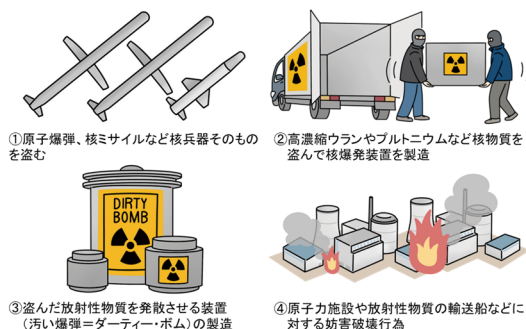 ①原子爆弾、核ミサイルなど核兵器そのもの
を盗む
②高濃縮ウランやプルトニウムなど核物質を
盗んで核爆発装置を製造
DIRTY
BOMB
③盗んだ放射性物質を発散させる装置
(汚い爆弾=ダーティー・ボム)の製造
④原子力施設や放射性物質の輸送船などに
対する妨害破壊行為